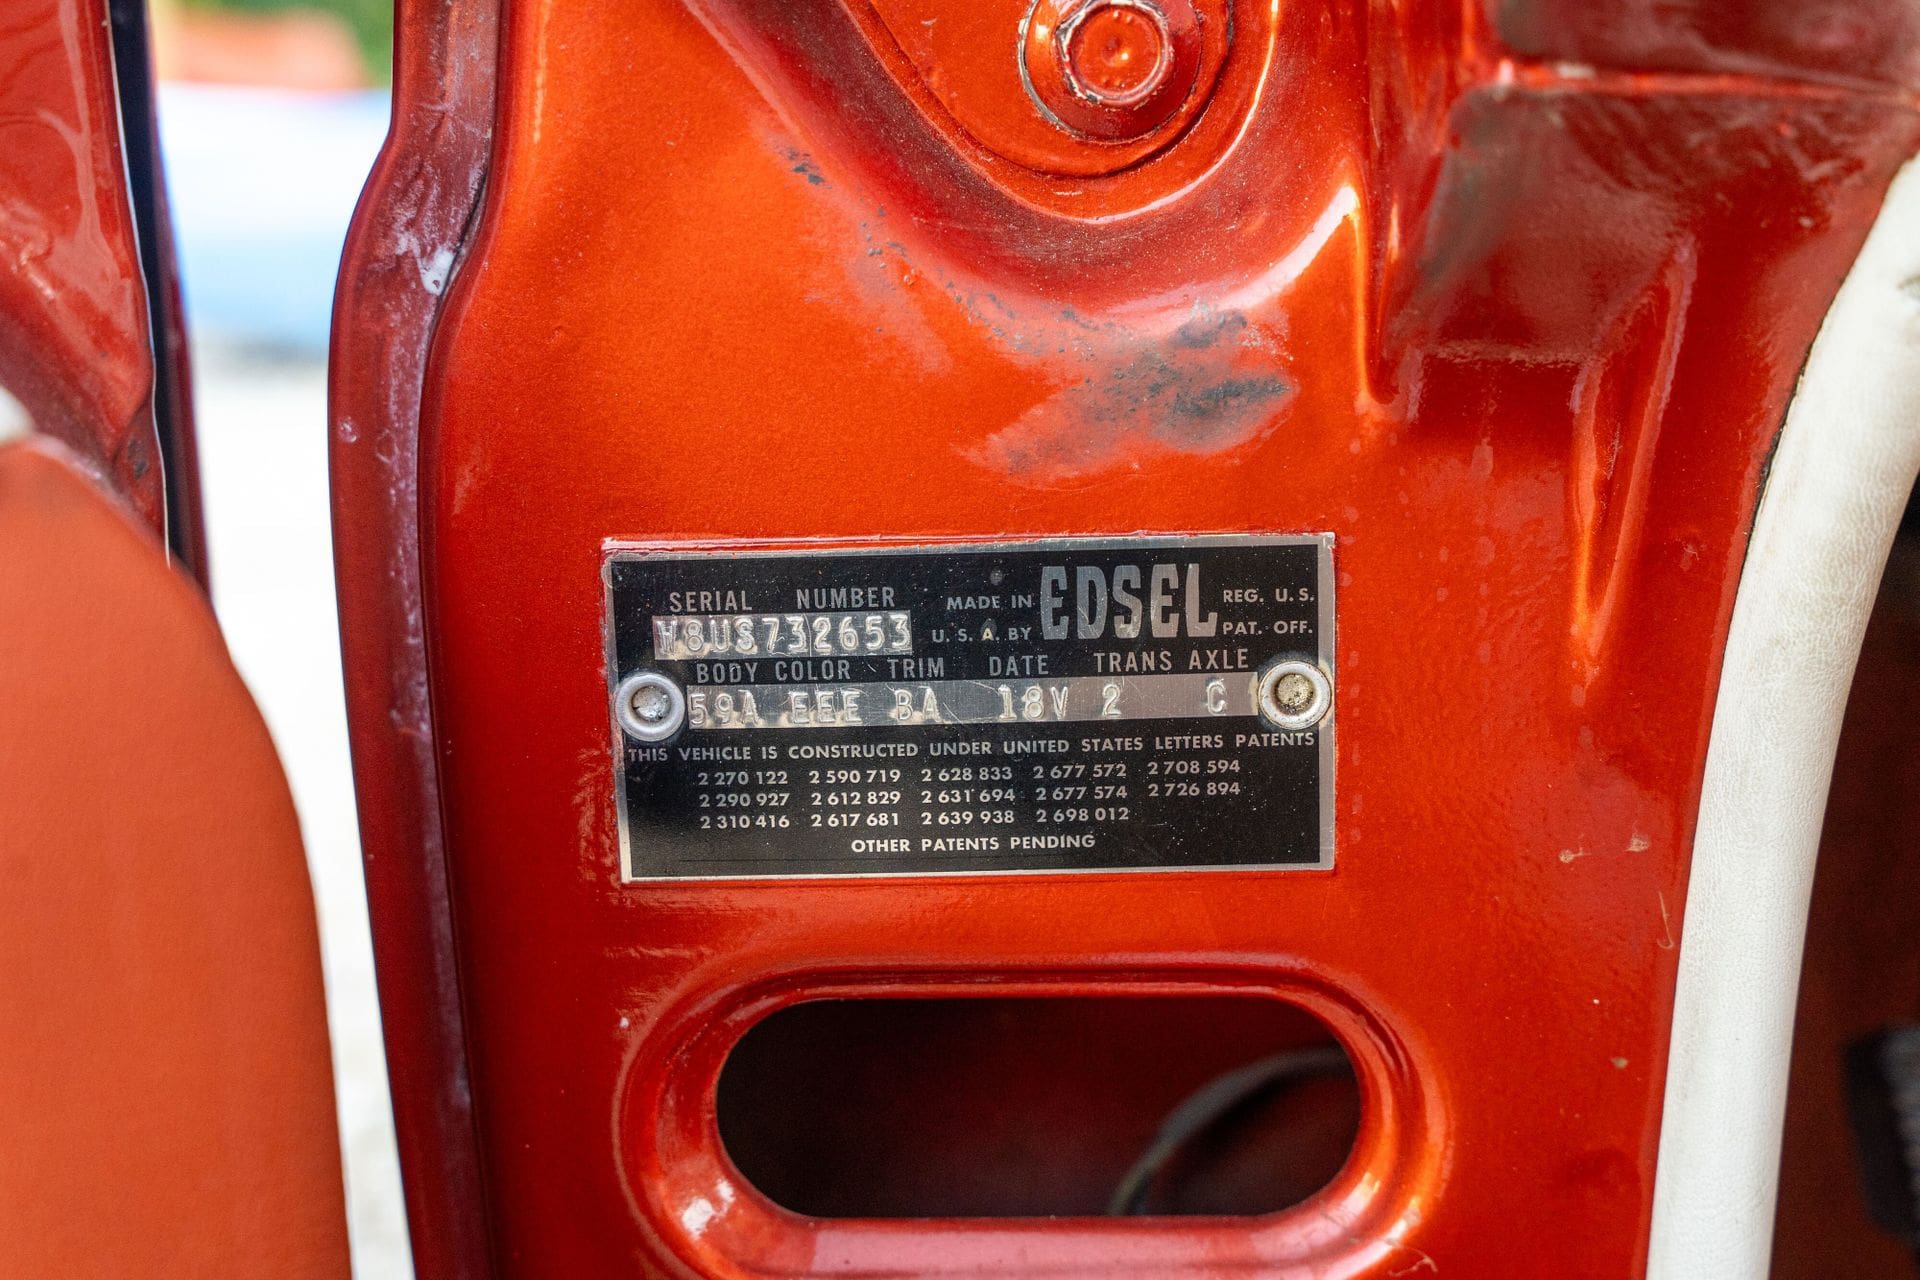 SERIAL NUMBER MADE IN EDSEL REG. U. S.
W8US732653 U. S. A. BY PAT. OFF.
BODY COLOR TRIM DATE TRANS AXLE
59A EEE BA 18V 2 C
THIS VEHICLE IS CONSTRUCTED UNDER UNITED STATES LETTERS PATENTS
2 270 122 2 590 719 2 628 833 2 677 572 2 708 594
2 290 927 2 612 829 2 631 694 2 677 574 2 726 894
2 310 416 2 617 681 2 639 938 2 698 012
OTHER PATENTS PENDING